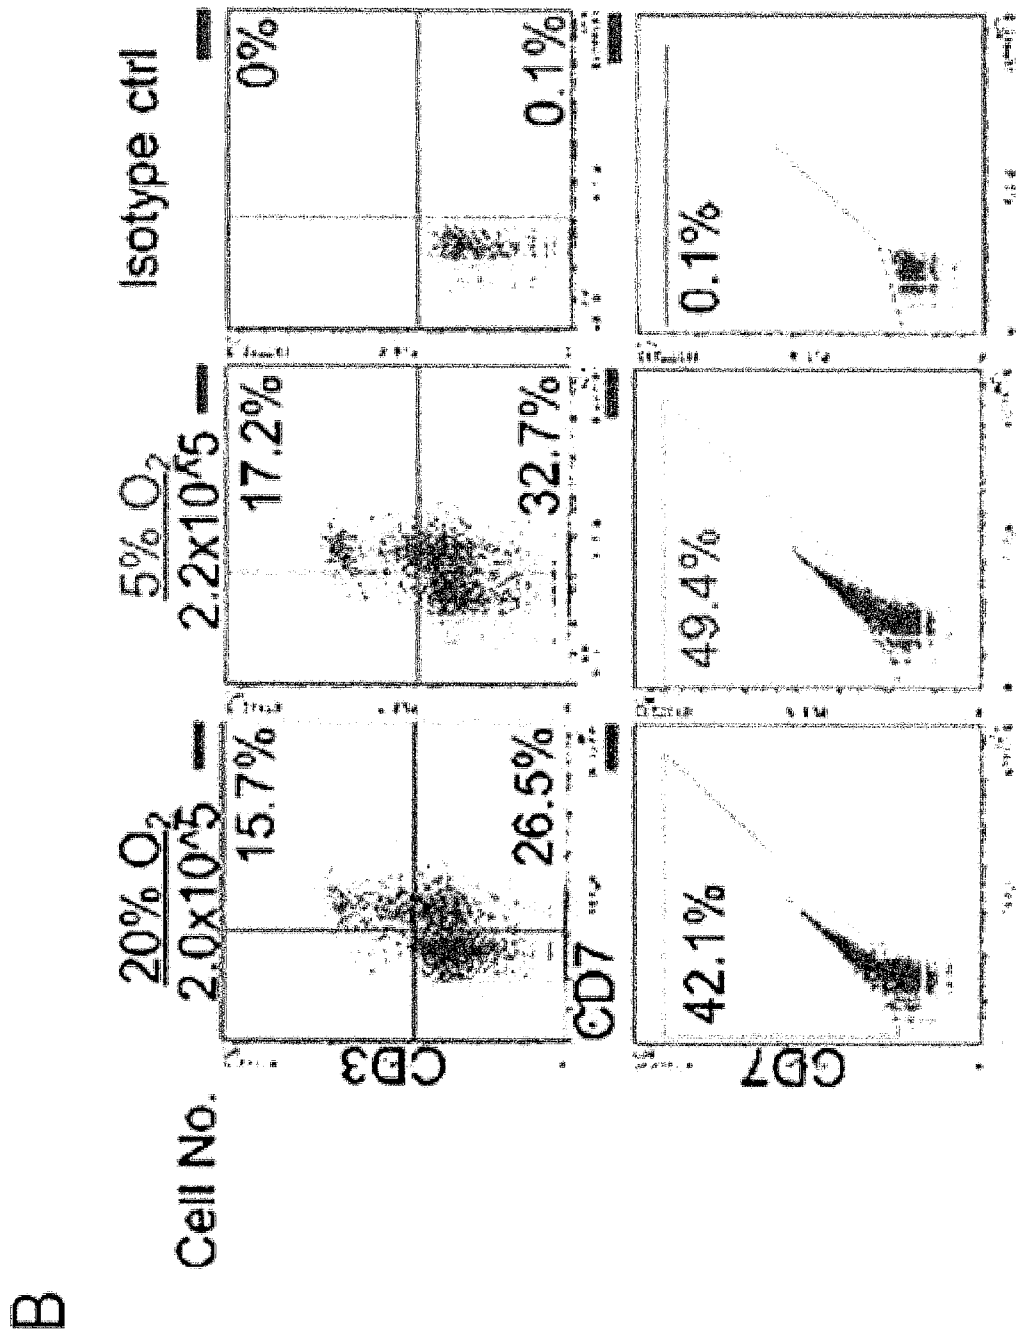 B
20% O2
5% O2
Isotype ctrl
Cell No.
2.0x10^5
2.2x10^5
CD3
15.7%
17.2%
0%
26.5%
32.7%
0.1%
CD7
CD7
42.1%
49.4%
0.1%